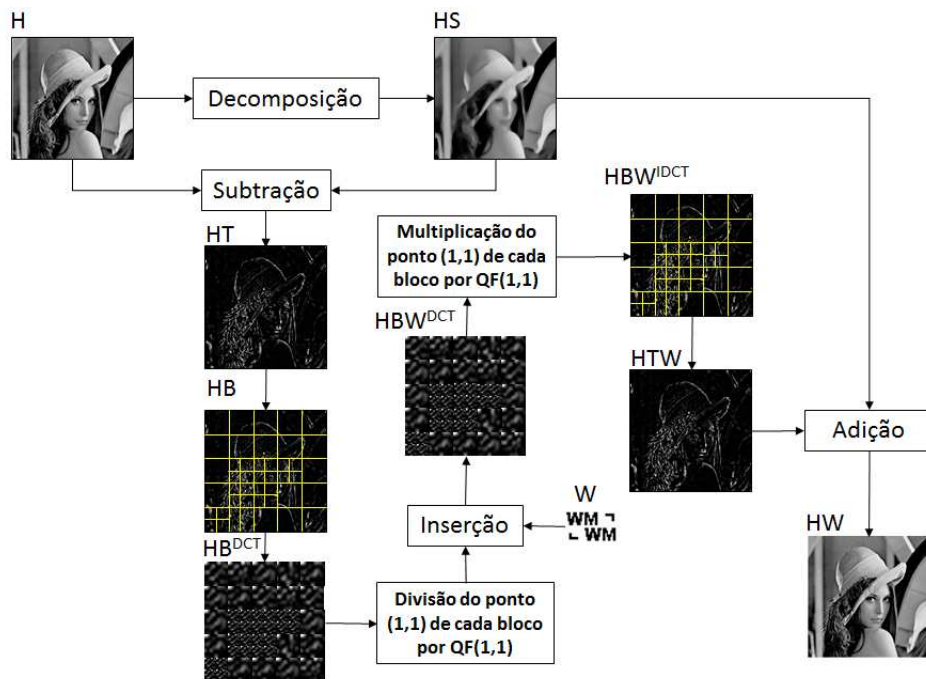 H
HS
Decomposição
Subtração
HBW^IDCT
HT
Multiplicação do
ponto (1,1) de cada
bloco por QF(1,1)
HBW^DCT
HTW
HB
Adição
W
WM
WM
Inserção
HW
HB^DCT
Divisão do ponto
(1,1) de cada bloco
por QF(1,1)